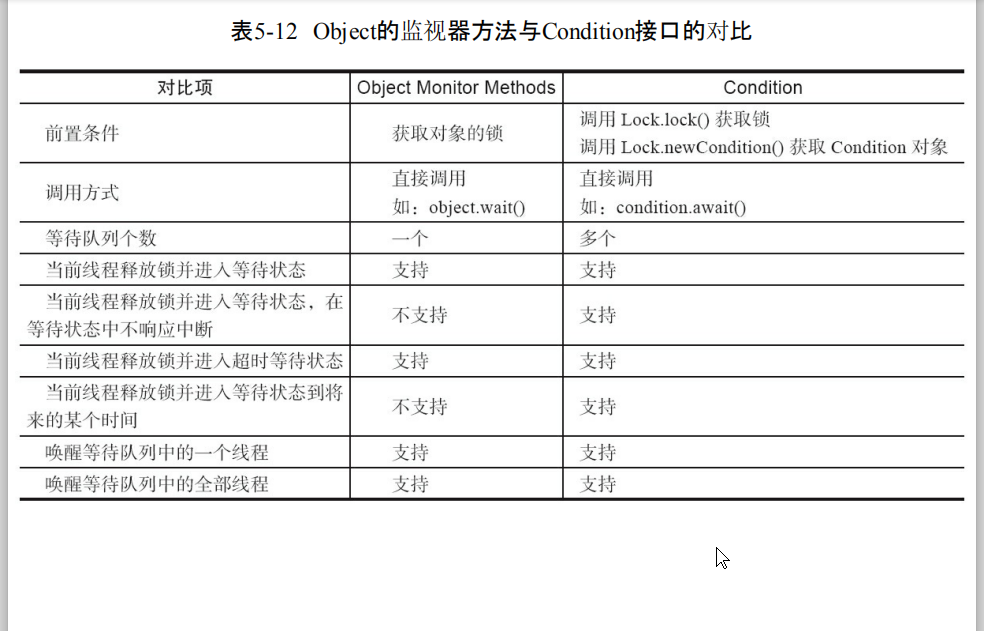 表5-12 Object的监视器方法与Condition接口的对比
对比项 Object Monitor Methods Condition
前置条件 获取对象的锁 调用 Lock.lock() 获取锁
调用 Lock.newCondition() 获取 Condition 对象
调用方式 直接调用 直接调用
如：object.wait() 如：condition.await()
等待队列个数 一个 多个
当前线程释放锁并进入等待状态 支持 支持
当前线程释放锁并进入等待状态，在
等待状态中不响应中断 不支持 支持
当前线程释放锁并进入超时等待状态 支持 支持
当前线程释放锁并进入等待状态到将
来的某个时间 不支持 支持
唤醒等待队列中的一个线程 支持 支持
唤醒等待队列中的全部线程 支持 支持